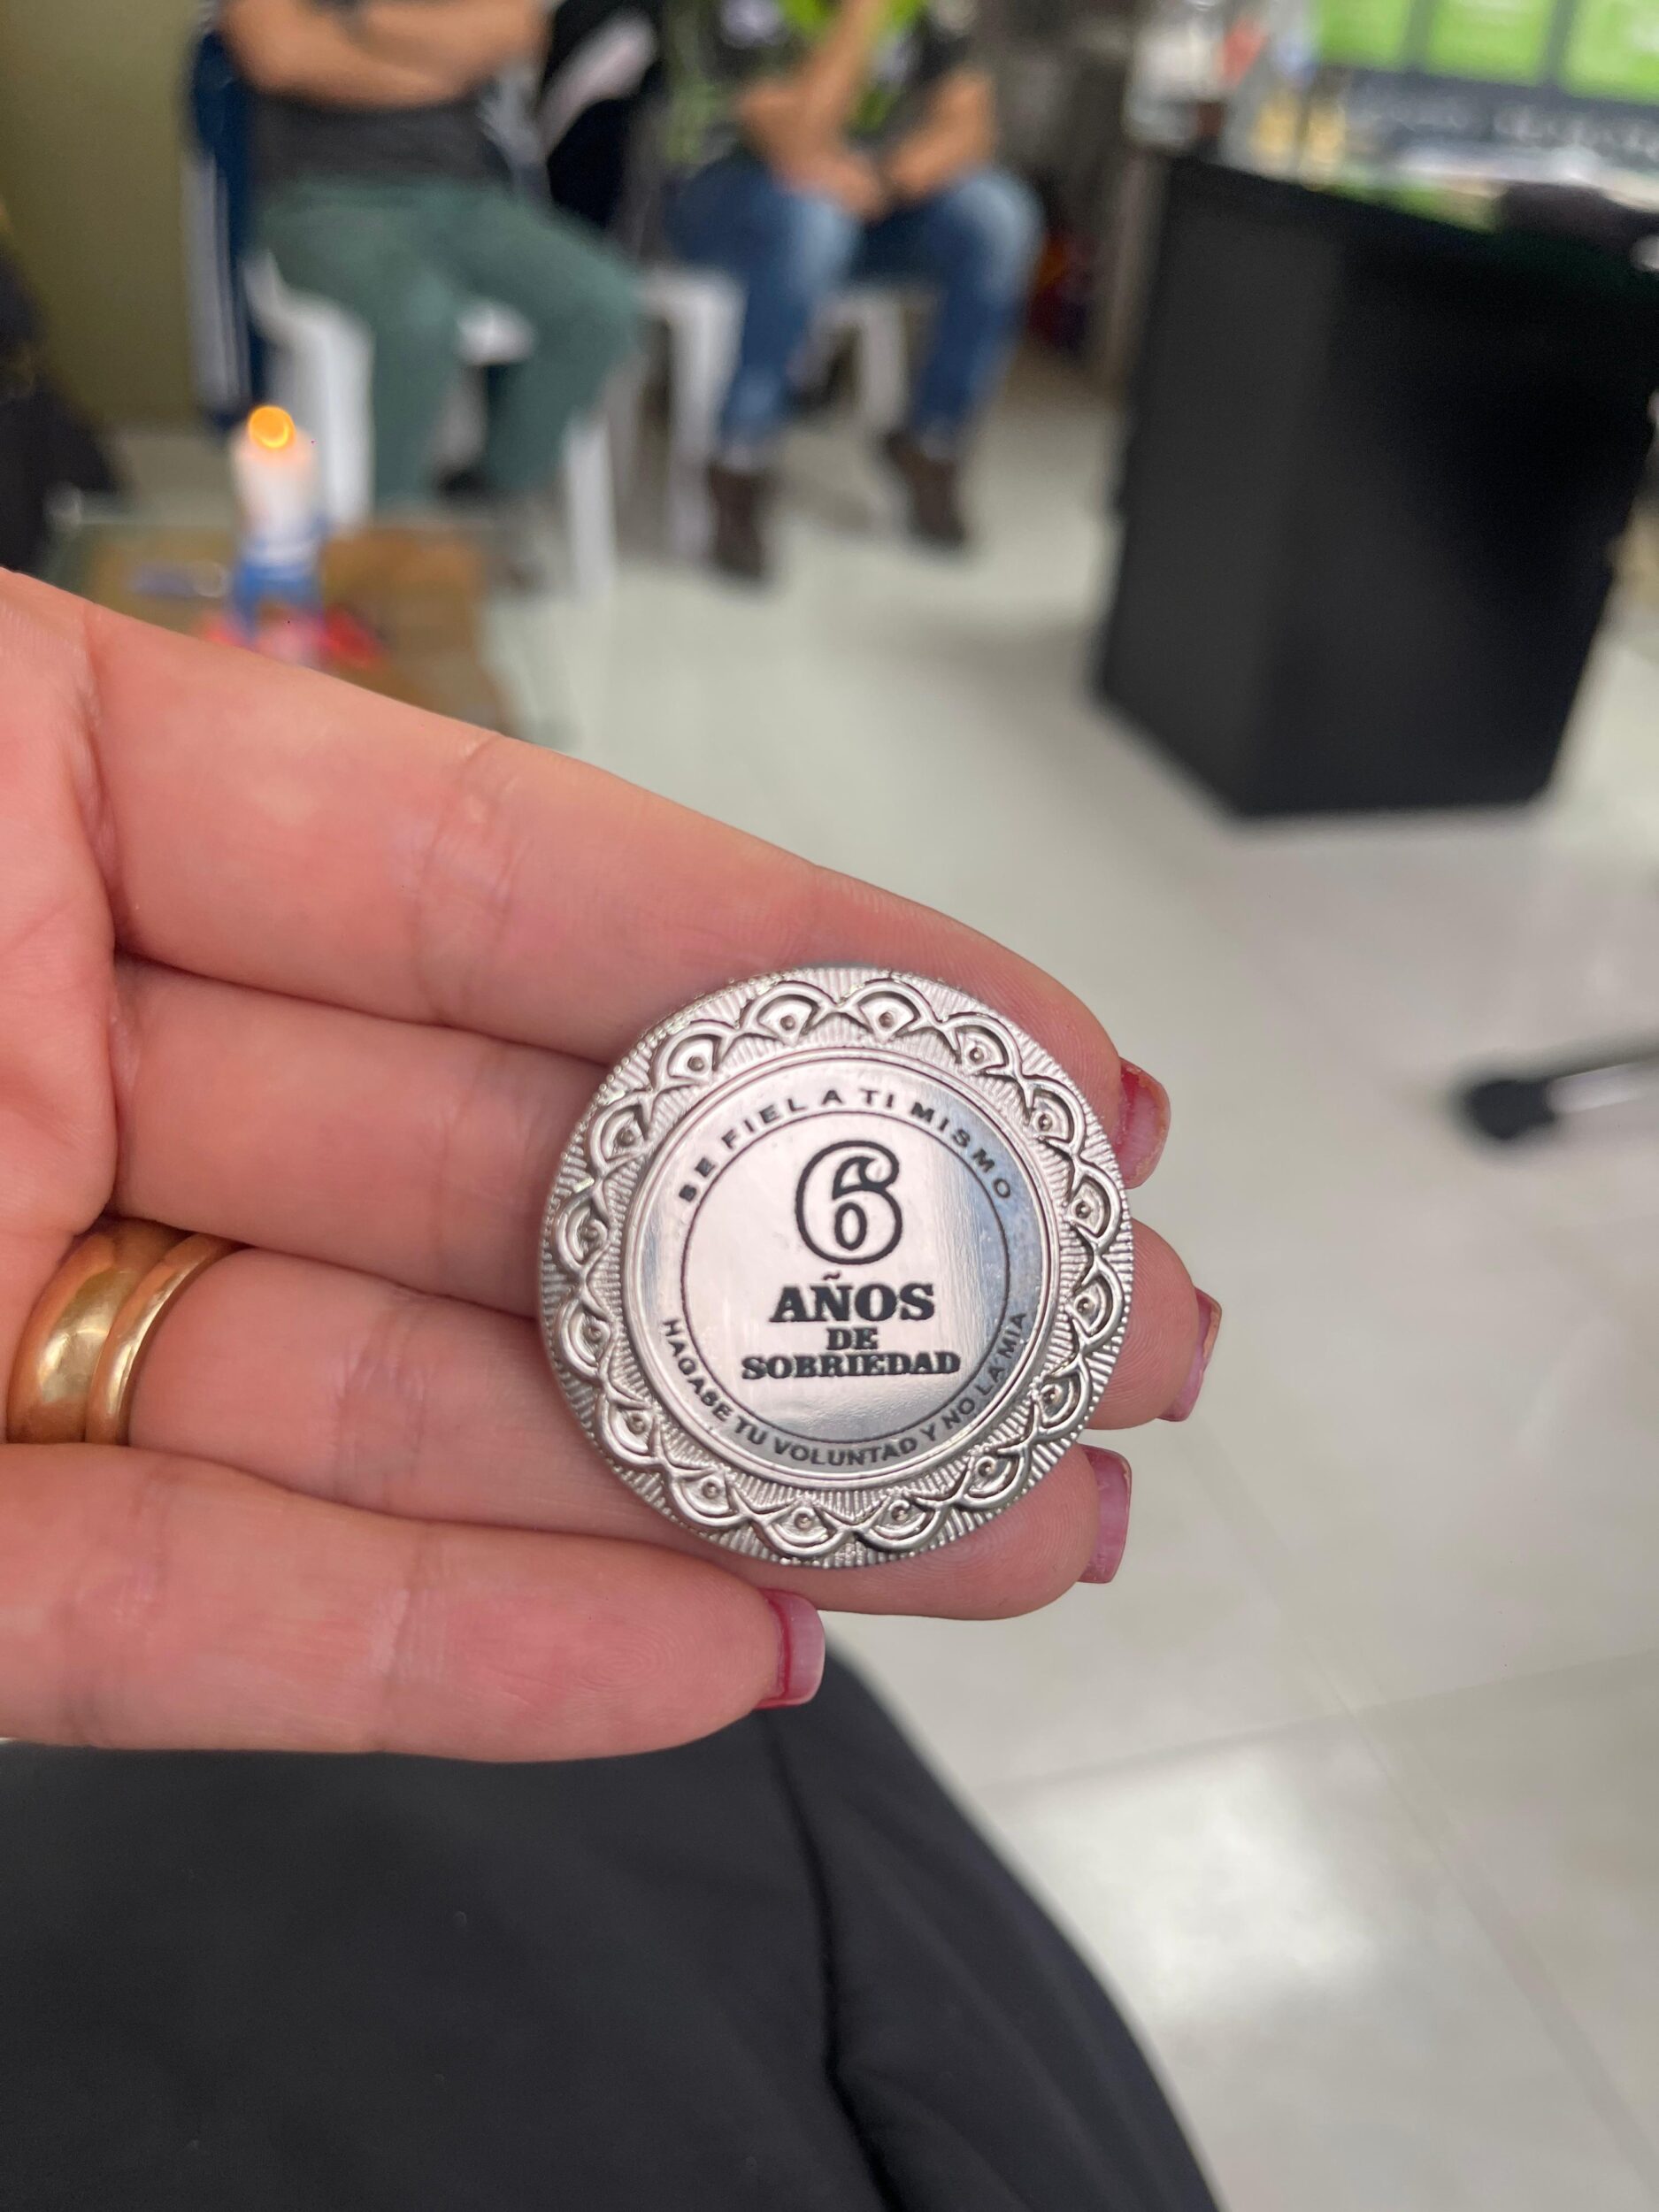 SE FIEL A TI MISMO
6
AÑOS
DE
SOBRIEDAD
HAGASE TU VOLUNTAD Y NO LA MIA